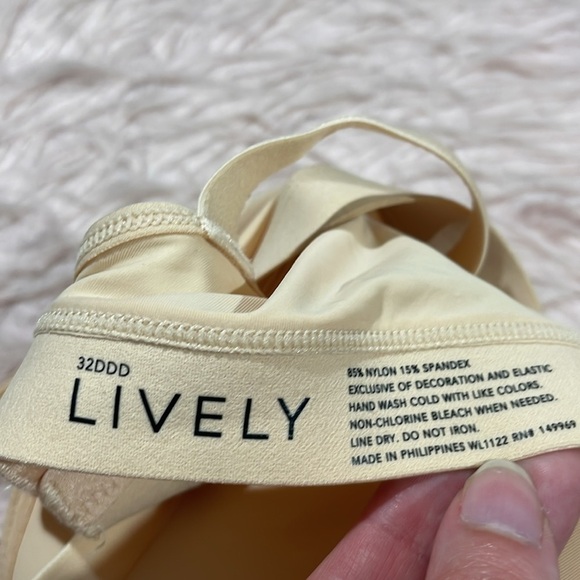 32DDD
LIVELY
85% NYLON 15% SPANDEX
EXCLUSIVE OF DECORATION AND ELASTIC
HAND WASH COLD WITH LIKE COLORS.
NON-CHLORINE BLEACH WHEN NEEDED.
LINE DRY. DO NOT IRON.
MADE IN PHILIPPINES WL1122 RN# 149969